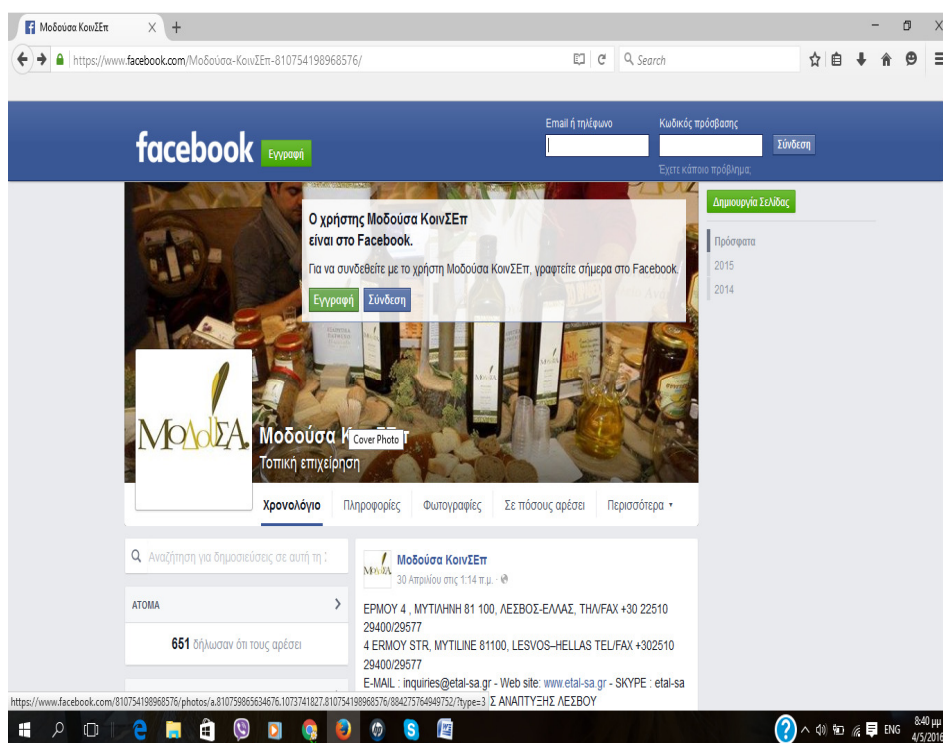 Μοδούσα ΚοινΣΕπ
https://www.facebook.com/Μοδούσα-ΚοινΣΕπ-810754198968576/
Search
facebook
Εγγραφή
Email ή τηλέφωνο
Κωδικός πρόσβασης
Σύνδεση
Έχετε κάποιο πρόβλημα;
Ο χρήστης Μοδούσα ΚοινΣΕπ
είναι στο Facebook.
Για να συνδεθείτε με το χρήστη Μοδούσα ΚοινΣΕπ, γραφτείτε σήμερα στο Facebook.
Εγγραφή
Σύνδεση
Δημιουργία Σελίδας
Πρόσφατα
2015
2014
ΜΟΔΟΥΣΑ
Μοδούσα
Cover Photo
Τοπική επιχείρηση
Χρονολόγιο
Πληροφορίες
Φωτογραφίες
Σε πόσους αρέσει
Περισσότερα
Αναζήτηση για δημοσιεύσεις σε αυτή τη
ΑΤΟΜΑ
651 δήλωσαν ότι τους αρέσει
Μοδούσα ΚοινΣΕπ
30 Απριλίου στις 1:14 π.μ. ·
ΕΡΜΟΥ 4 , ΜΥΤΙΛΗΝΗ 81 100, ΛΕΣΒΟΣ-ΕΛΛΑΣ, ΤΗΛ/FAX +30 22510
29400/29577
4 ERMOY STR, MYTILINE 81100, LESVOS–HELLAS TEL/FAX +302510
29400/29577
E-MAIL : inquiries@etal-sa.gr - Web site: www.etal-sa.gr - SKYPE : etal-sa
Σ ΑΝΑΠΤΥΞΗΣ ΛΕΣΒΟΥ
https://www.facebook.com/810754198968576/photos/a.810759865634676.1073741827.810754198968576/884275764949752/?type=3
ENG
8:40 μμ
4/5/2016